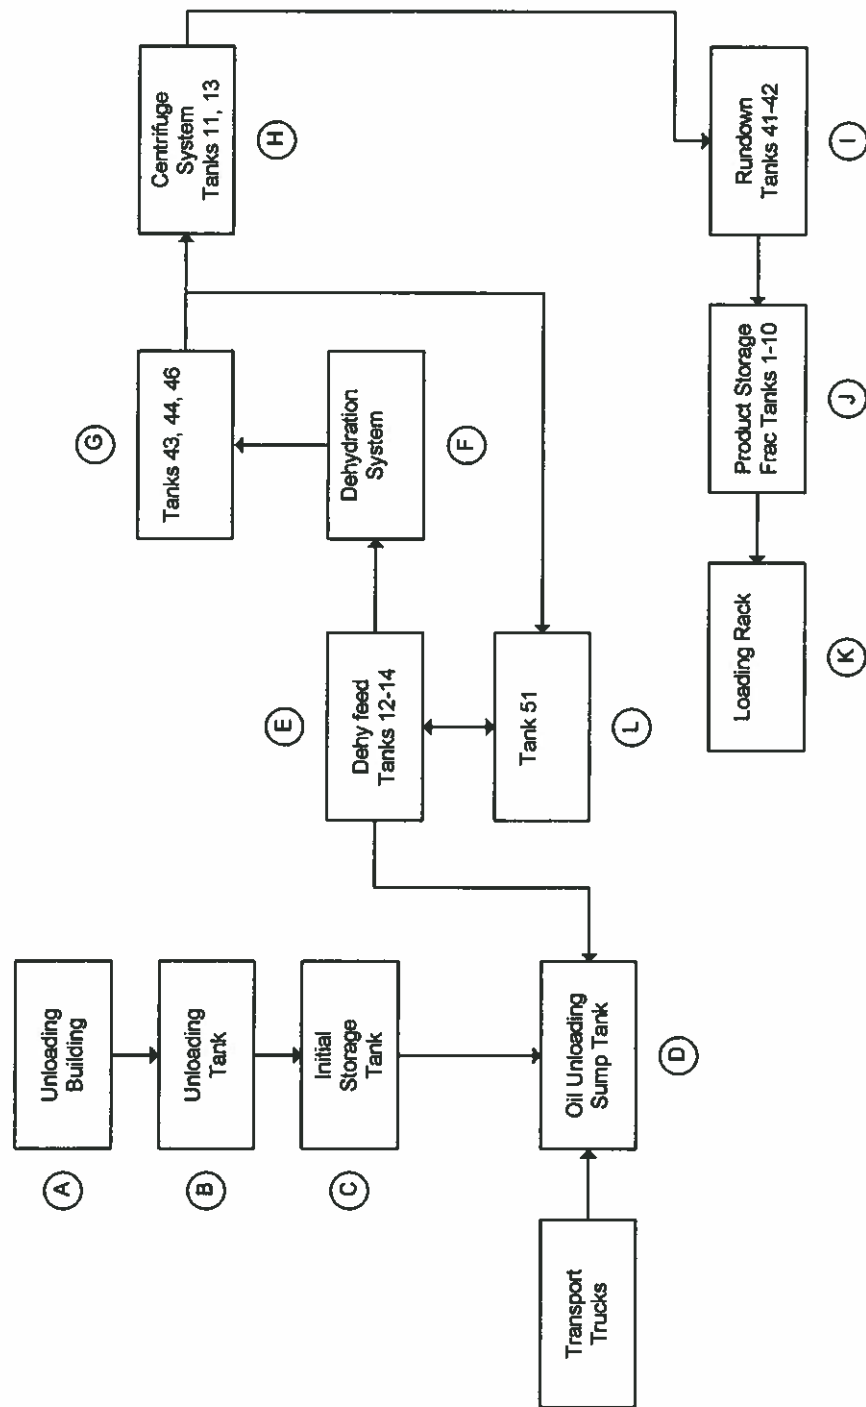 A
Unloading
Building
B
Unloading
Tank
C
Initial
Storage
Tank
Transport
Trucks
D
Oil Unloading
Sump Tank
E
Dehy feed
Tanks 12-14
L
Tank 51
F
Dehydration
System
G
Tanks 43, 44, 46
H
Centrifuge
System
Tanks 11, 13
I
Rundown
Tanks 41-42
J
Product Storage
Frac Tanks 1-10
K
Loading Rack